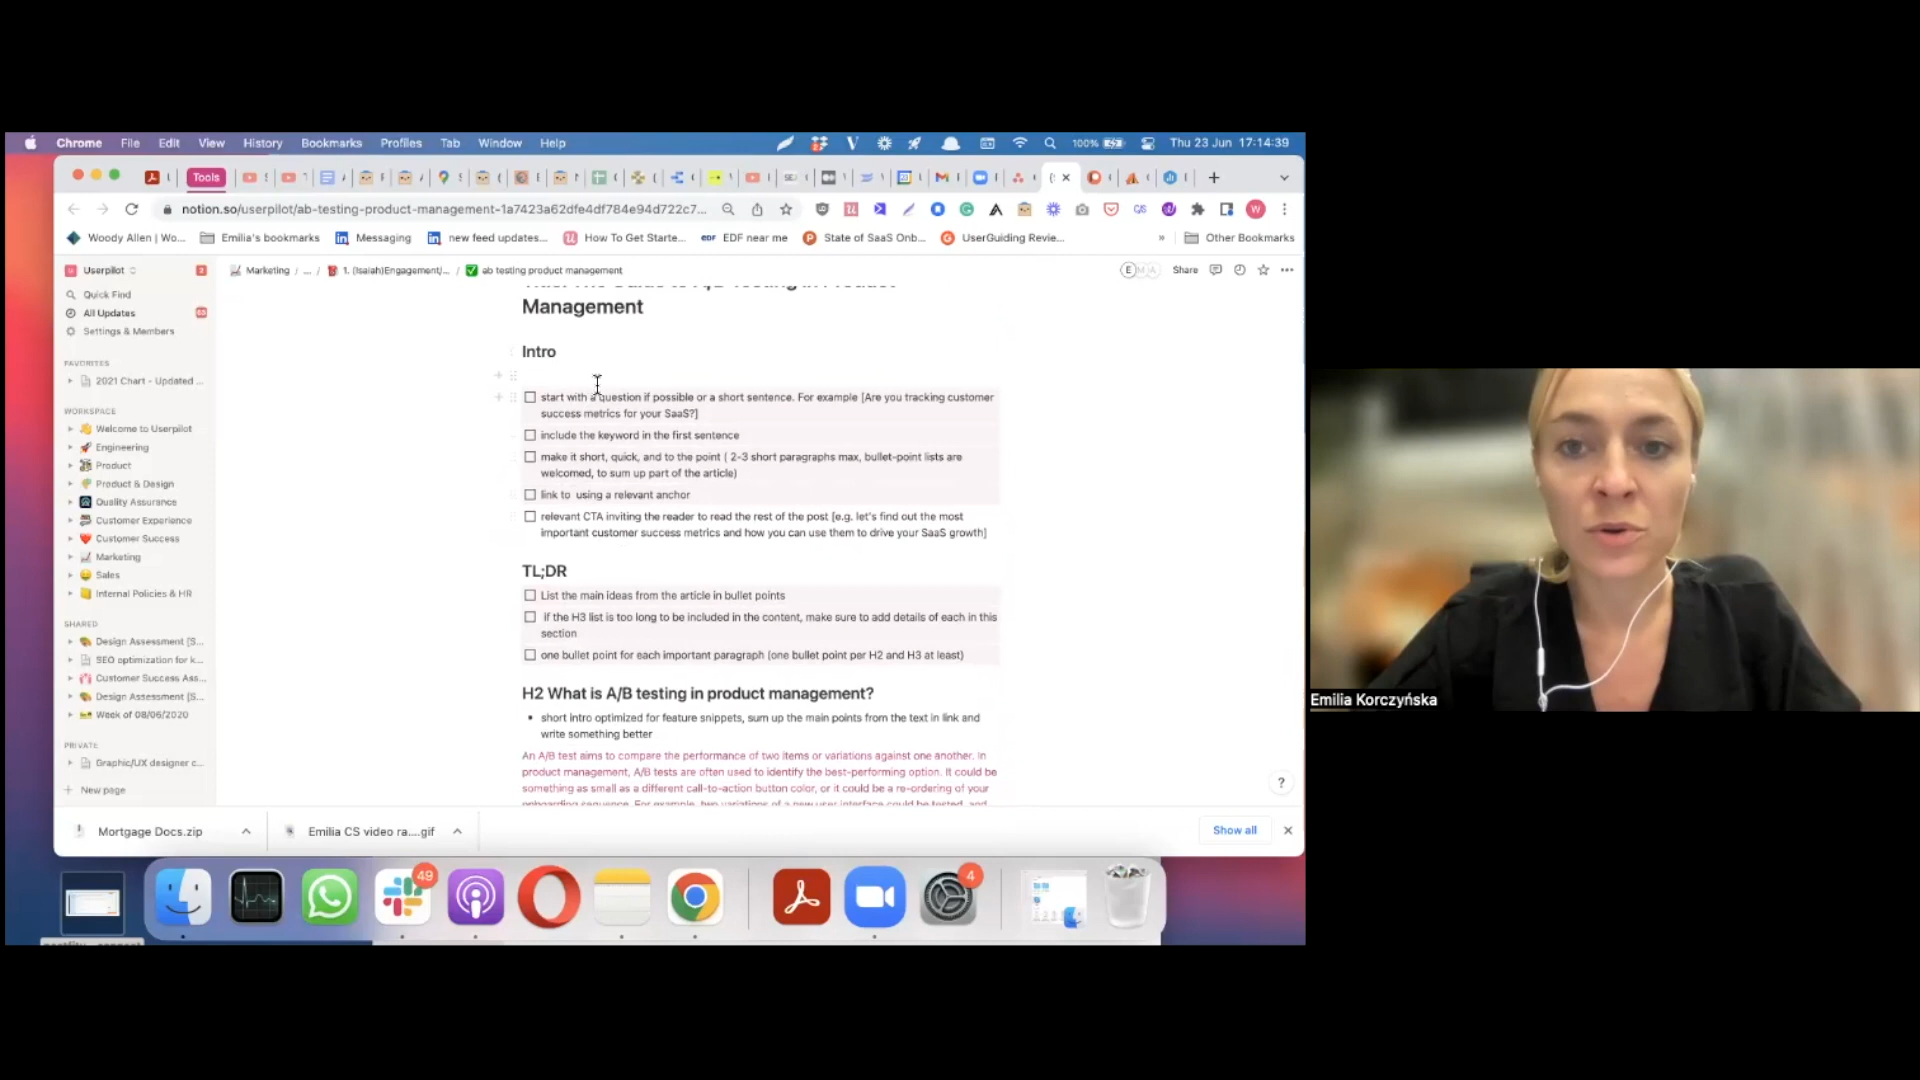 Chrome File Edit View History Bookmarks Profiles Tab Window Help 100% Thu 23 Jun 17:14:39
Tools
notion.so/userpilot/ab-testing-product-management-1a7423a62dfe4df784e94d722c7...
Woody Allen | Wo... Emilia's bookmarks Messaging new feed updates... How To Get Starte... EDF near me State of SaaS Onb... UserGuiding Revie... » Other Bookmarks
Userpilot 2
Marketing / ... / 1. (Isaiah)Engagement/... / ab testing product management
E M A Share
Quick Find
All Updates
Settings & Members
FAVORITES
2021 Chart - Updated ...
WORKSPACE
Welcome to Userpilot
Engineering
Product
Product & Design
Quality Assurance
Customer Experience
Customer Success
Marketing
Sales
Internal Policies & HR
SHARED
Design Assessment [S...
SEO optimization for k...
Customer Success Ass...
Design Assessment [S...
Week of 08/06/2020
PRIVATE
Graphic/UX designer c...
New page
Management
Intro
start with a question if possible or a short sentence. For example [Are you tracking customer
success metrics for your SaaS?]
include the keyword in the first sentence
make it short, quick, and to the point ( 2-3 short paragraphs max, bullet-point lists are
welcomed, to sum up part of the article)
link to using a relevant anchor
relevant CTA inviting the reader to read the rest of the post [e.g. let's find out the most
important customer success metrics and how you can use them to drive your SaaS growth]
TL;DR
List the main ideas from the article in bullet points
if the H3 list is too long to be included in the content, make sure to add details of each in this
section
one bullet point for each important paragraph (one bullet point per H2 and H3 at least)
H2 What is A/B testing in product management?
short intro optimized for feature snippets, sum up the main points from the text in link and
write something better
An A/B test aims to compare the performance of two items or variations against one another. In
product management, A/B tests are often used to identify the best-performing option. It could be
something as small as a different call-to-action button color, or it could be a re-ordering of your
?
Mortgage Docs.zip
Emilia CS video ra....gif
Show all
49
4
Emilia Korczyńska